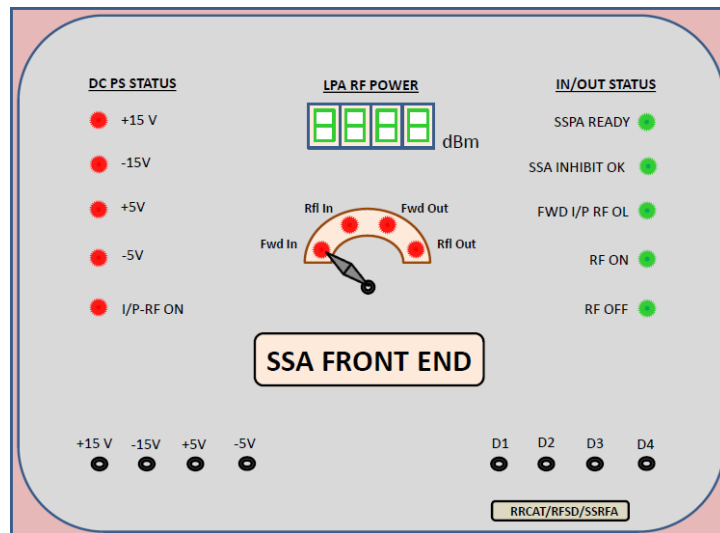 DC PS STATUS
+15 V
-15V
+5V
-5V
I/P-RF ON
LPA RF POWER
8888
dBm
Rfl In
Fwd Out
Fwd In
Rfl Out
IN/OUT STATUS
SSPA READY
SSA INHIBIT OK
FWD I/P RF OL
RF ON
RF OFF
SSA FRONT END
+15 V
-15V
+5V
-5V
D1
D2
D3
D4
RRCAT/RFSD/SSRFA